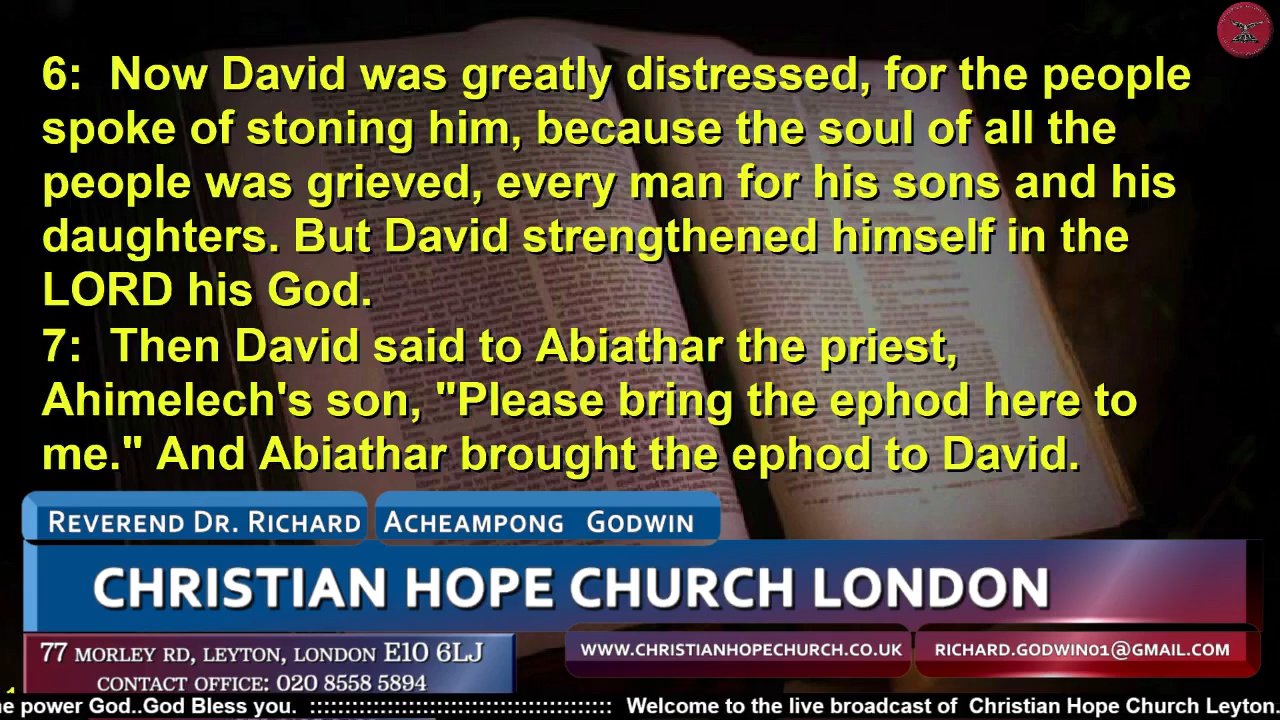 6:  Now David was greatly distressed, for the people
spoke of stoning him, because the soul of all the
people was grieved, every man for his sons and his
daughters. But David strengthened himself in the
LORD his God.
7:  Then David said to Abiathar the priest,
Ahimelech's son, "Please bring the ephod here to
me." And Abiathar brought the ephod to David.
REVEREND DR. RICHARD ACHEAMPONG GODWIN
CHRISTIAN HOPE CHURCH LONDON
77 MORLEY RD, LEYTON, LONDON E10 6LJ
CONTACT OFFICE: 020 8558 5894
WWW.CHRISTIANHOPECHURCH.CO.UK
RICHARD.GODWIN01@GMAIL.COM
power God..God Bless you. :::::::::::::::::::::::::::::::::::::::: Welcome to the live broadcast of Christian Hope Church Leyton.